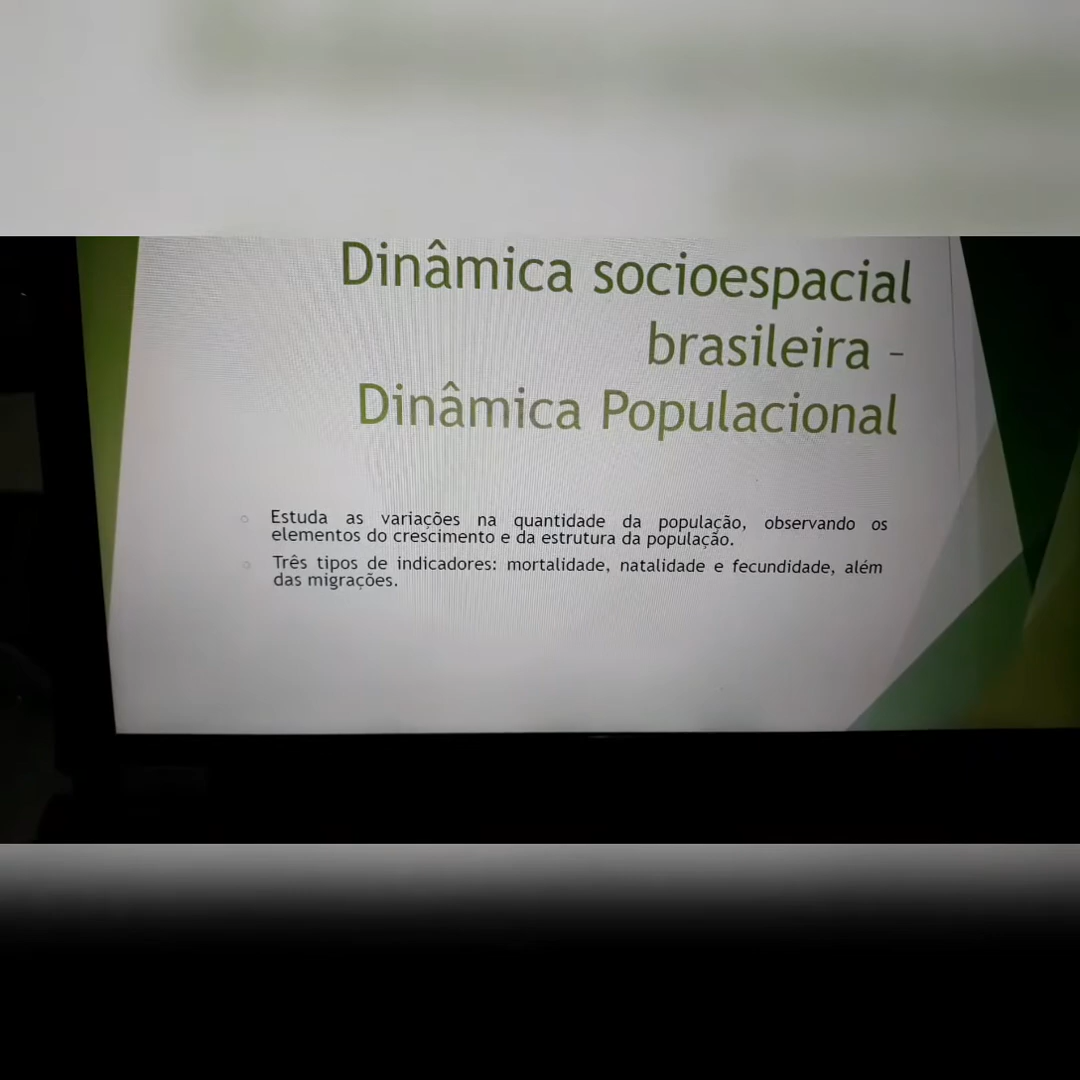 Dinâmica socioespacial
brasileira -
Dinâmica Populacional
Estuda as variações na quantidade da população, observando os
elementos do crescimento e da estrutura da população.
Três tipos de indicadores: mortalidade, natalidade e fecundidade, além
das migrações.